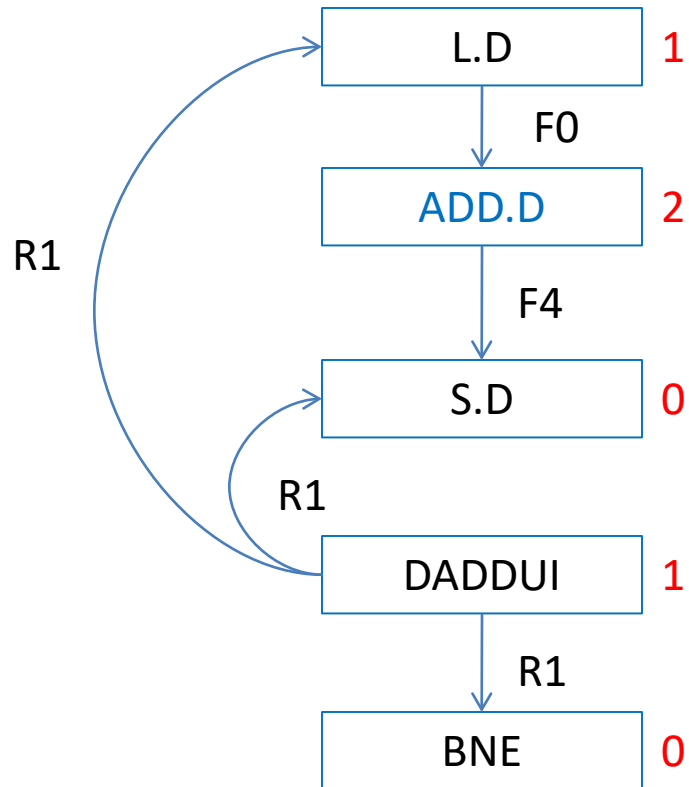 L.D 1
F0
ADD.D 2
R1
F4
S.D 0
R1
DADDUI 1
R1
BNE 0